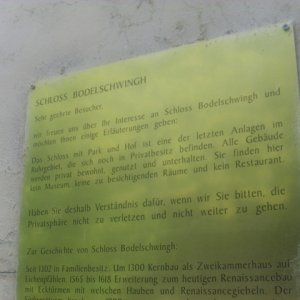 SCHLOSS BODELSCHWINGH
Sehr geehrte Besucher,
wir freuen uns über Ihr Interesse an Schloss Bodelschwingh und
möchten Ihnen einige Erläuterungen geben:
Das Schloss mit Park und Hof ist eine der letzten Anlagen im
Ruhrgebiet, die sich noch in Privatbesitz befinden. Alle Gebäude
werden privat bewohnt, genutzt und unterhalten. Sie finden hier
kein Museum, keine zu besichtigenden Räume und kein Restaurant.
Haben Sie deshalb Verständnis dafür, wenn wir Sie bitten, die
Privatsphäre nicht zu verletzen und nicht weiter zu gehen.
Zur Geschichte von Schloss Bodelschwingh:
Seit 1302 in Familienbesitz. Um 1300 Kernbau als Zweikammerhaus auf
Eichenpfählen. 1565 bis 1618 Erweiterung zum heutigen Renaissancebau
mit Ecktürmen mit welschen Hauben und Renaissancegiebeln. Der